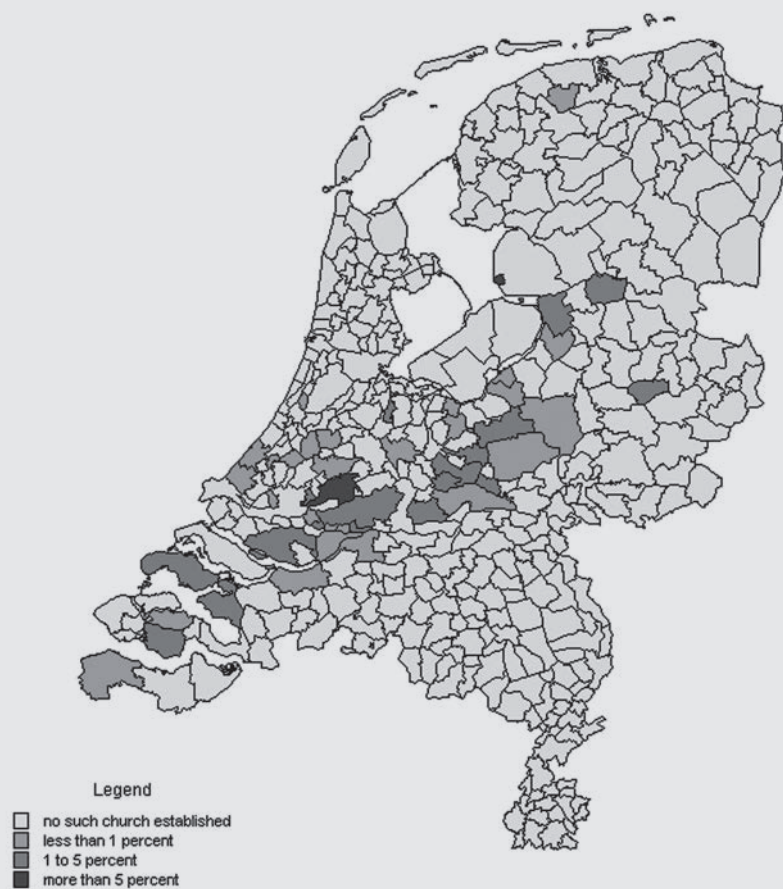 Legend
no such church established
less than 1 percent
1 to 5 percent
more than 5 percent